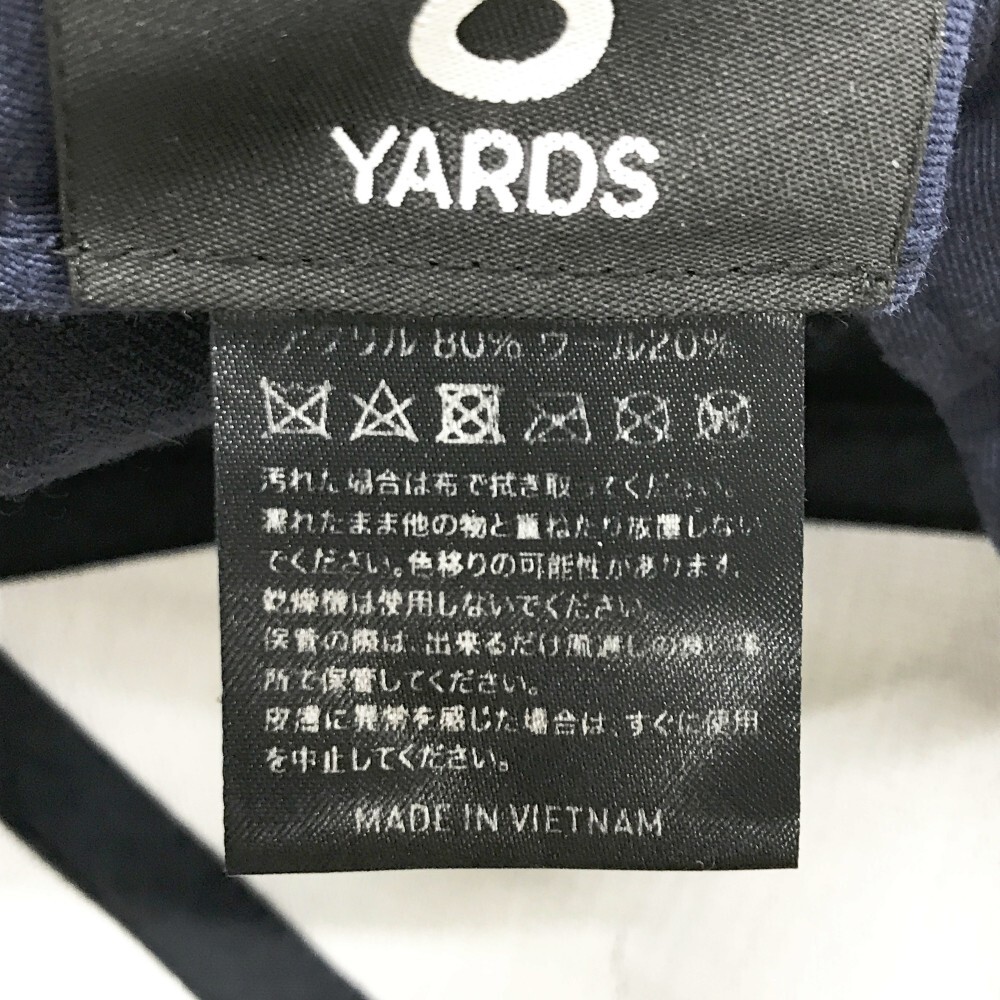 YARDS
アクリル 80% ウール20%
汚れた場合は布で拭き取ってください。
濡れたまま他の物と重ねたり放置しない
でください。色移りの可能性があります。
乾燥機は使用しないでください。
保管の際は、出来るだけ風通しの良い場
所で保管してください。
皮膚に異常を感じた場合は、すぐに使用
を中止してください。
MADE IN VIETNAM